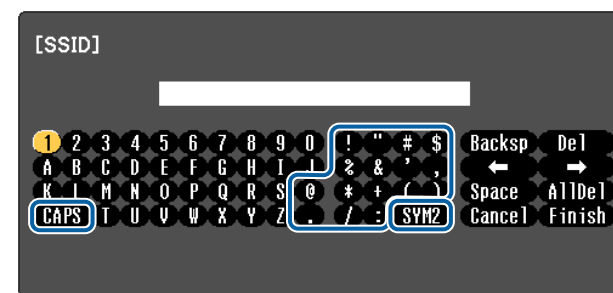 [SSID]
1 2 3 4 5 6 7 8 9 0 ! " # $ Backsp Del
A B C D E F G H I J % & ' , ← →
K L M N O P Q R S @ * + ( ) Space AllDel
CAPS T U V W X Y Z . / : SYM2 Cancel Finish